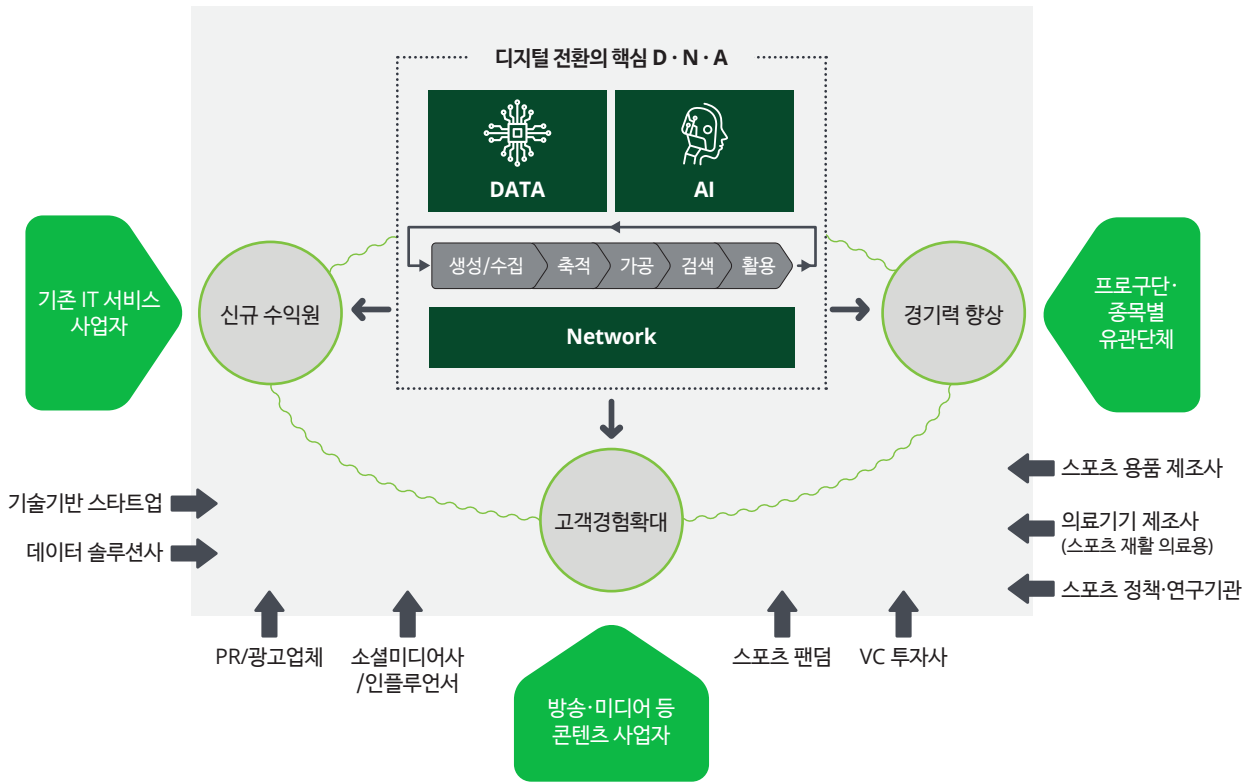 디지털 전환의 핵심 D · N · A
DATA
AI
생성/수집
축적
가공
검색
활용
Network
기존 IT 서비스
사업자
신규 수익원
경기력 향상
프로구단·
종목별
유관단체
고객경험확대
기술기반 스타트업
데이터 솔루션사
스포츠 용품 제조사
의료기기 제조사
(스포츠 재활 의료용)
스포츠 정책·연구기관
PR/광고업체
소셜미디어사
/인플루언서
스포츠 팬덤
VC 투자사
방송·미디어 등
콘텐츠 사업자